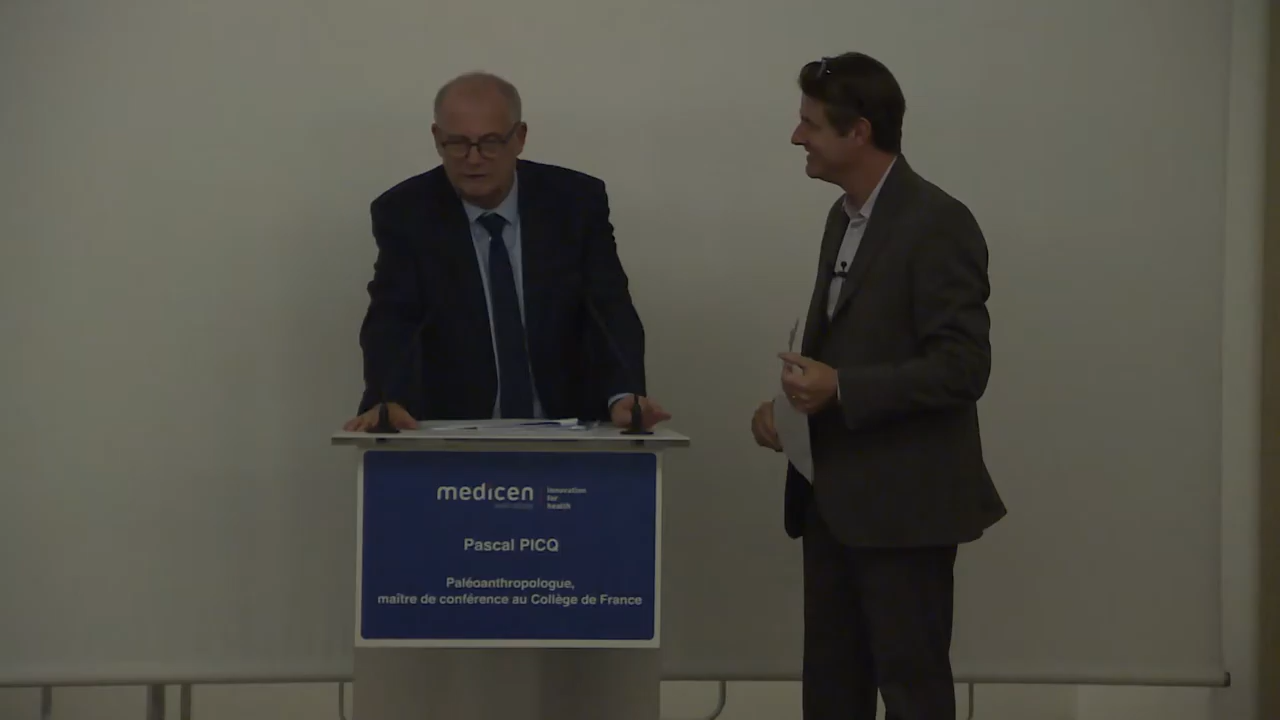 medicen
innovation
for
health
Pascal PICQ
Paléoanthropologue,
maître de conférence au Collège de France